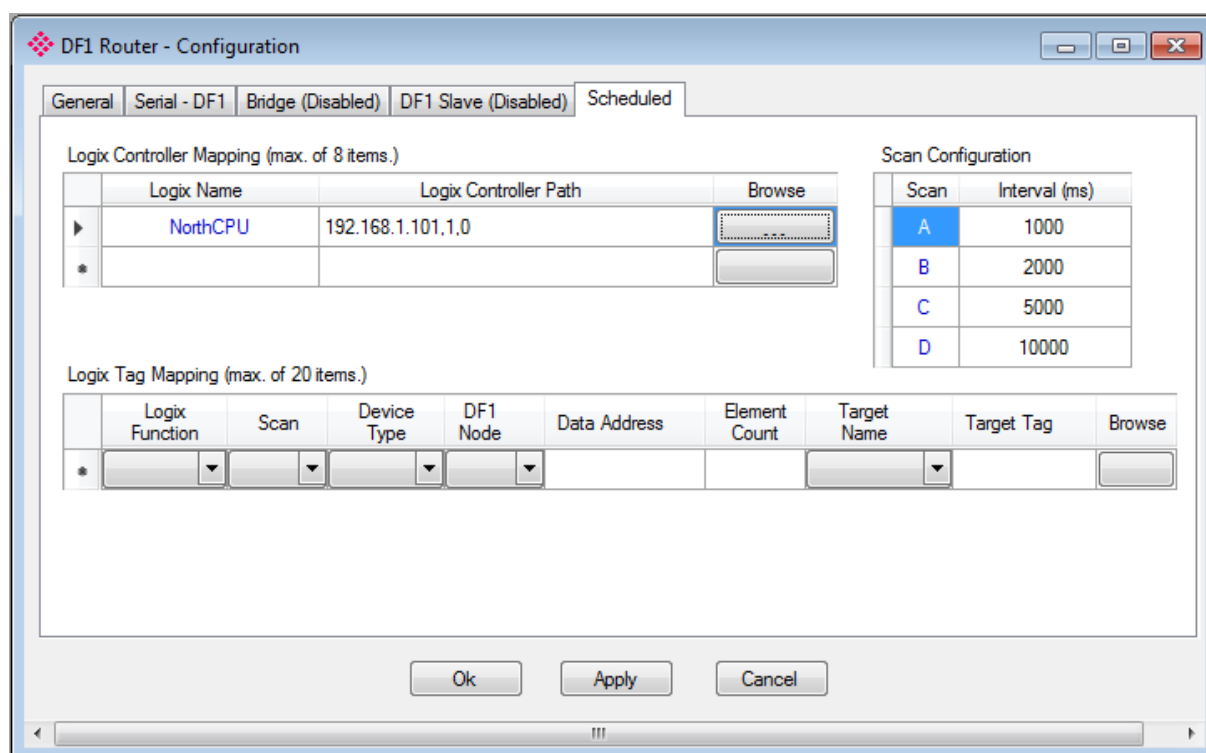 DF1 Router - Configuration
General Serial - DF1 Bridge (Disabled) DF1 Slave (Disabled) Scheduled
Logix Controller Mapping (max. of 8 items.)
Logix Name Logix Controller Path Browse
NorthCPU 192.168.1.101,1,0 ...
Scan Configuration
Scan Interval (ms)
A 1000
B 2000
C 5000
D 10000
Logix Tag Mapping (max. of 20 items.)
Logix Function Scan Device Type DF1 Node Data Address Element Count Target Name Target Tag Browse
Ok Apply Cancel